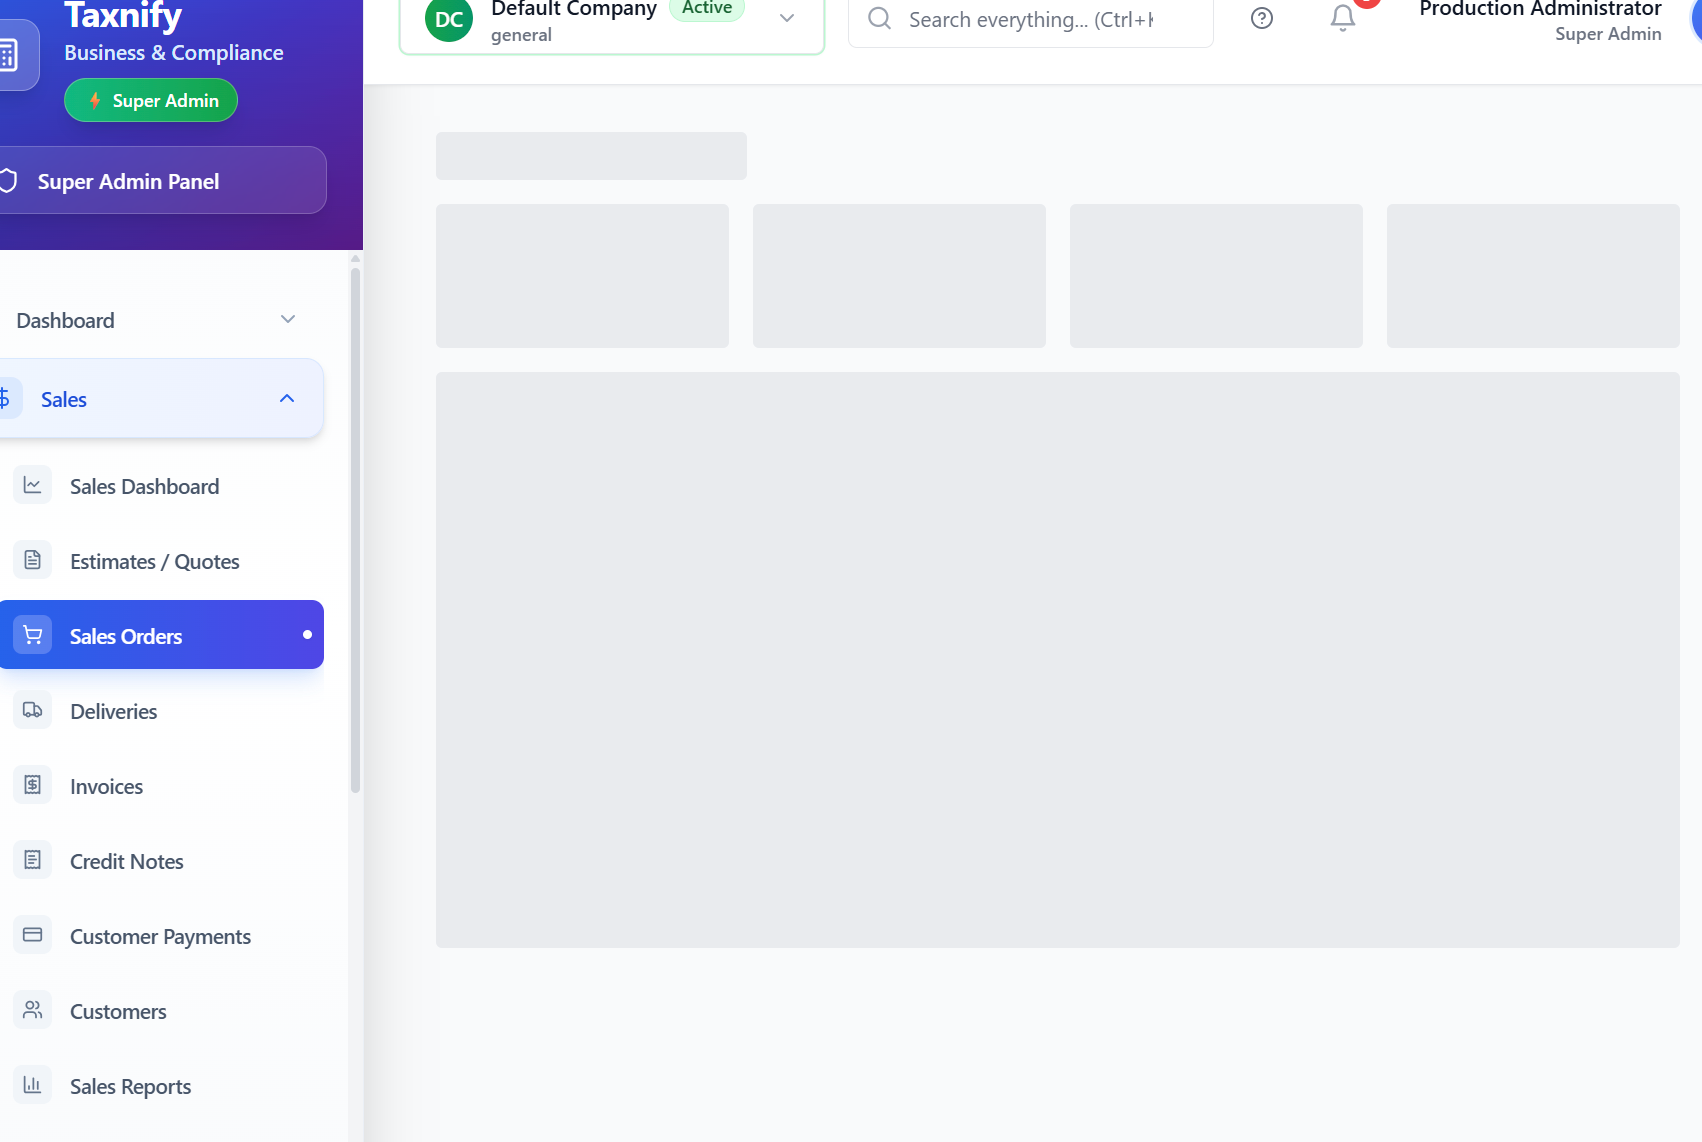 Taxnify
Business & Compliance
Super Admin
Super Admin Panel
Dashboard
Sales
Sales Dashboard
Estimates / Quotes
Sales Orders
Deliveries
Invoices
Credit Notes
Customer Payments
Customers
Sales Reports
DC
Default Company
Active
general
Search everything... (Ctrl+K
Production Administrator
Super Admin